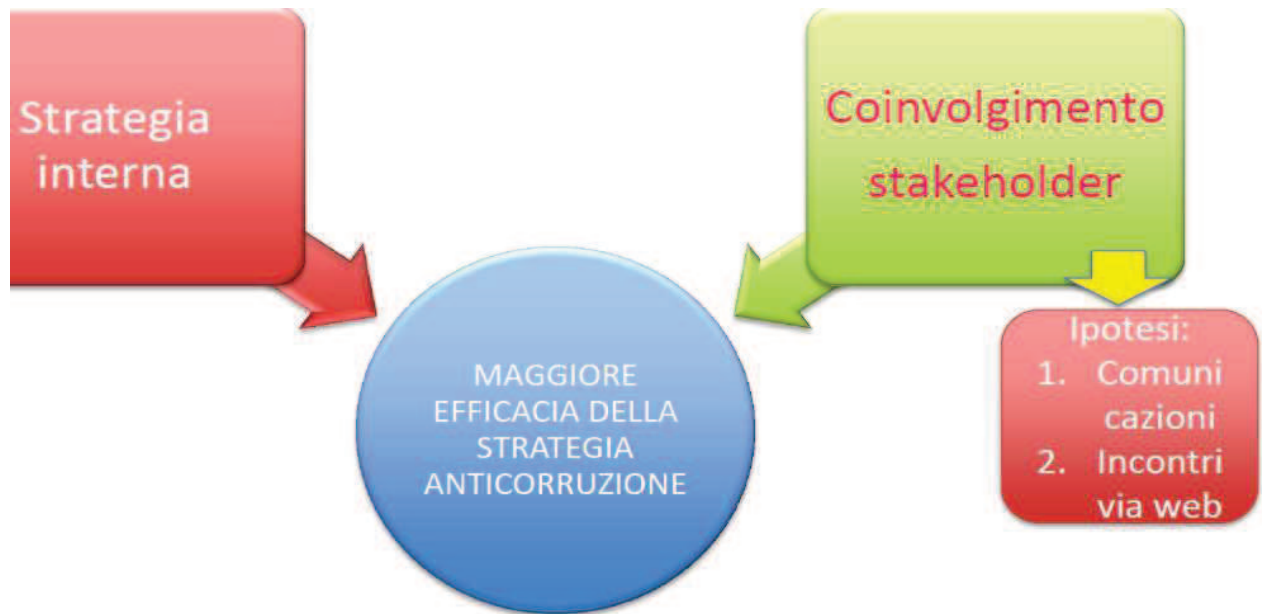 Strategia
interna
Coinvolgimento
stakeholder
MAGGIORE
EFFICACIA DELLA
STRATEGIA
ANTICORRUZIONE
Ipotesi:
1. Comuni
cazioni
2. Incontri
via web